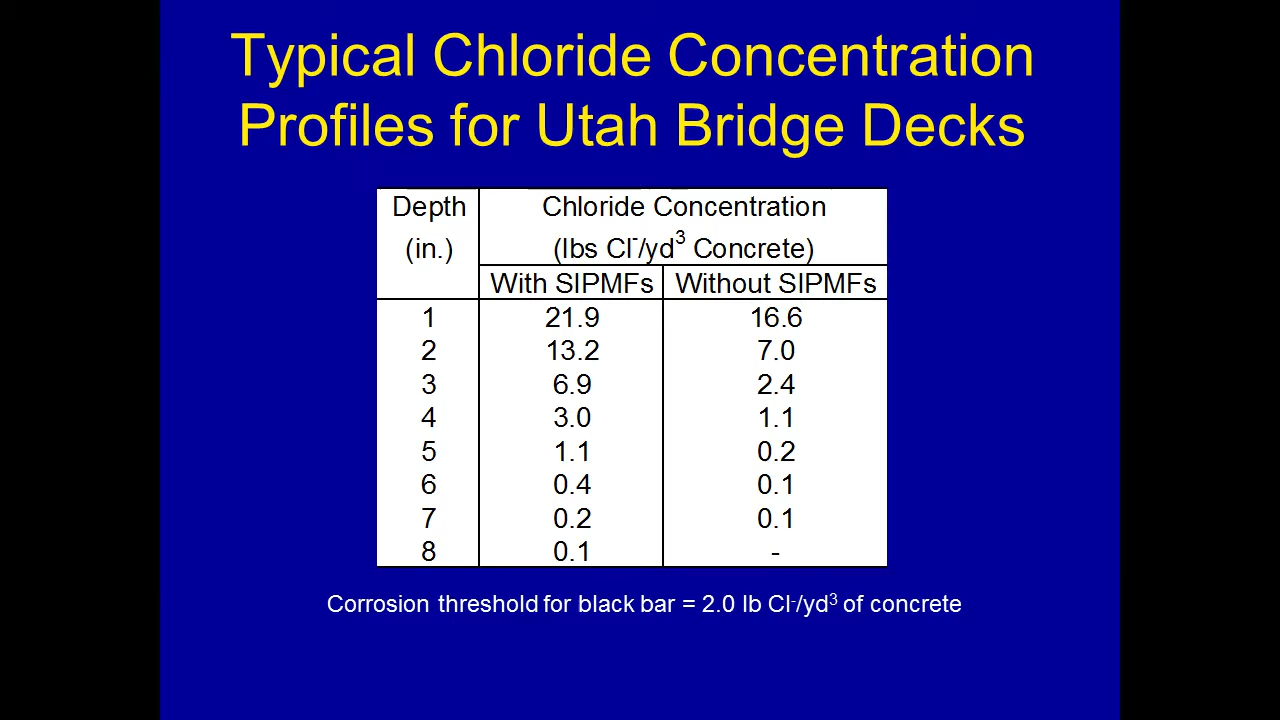 Typical Chloride Concentration
Profiles for Utah Bridge Decks
Depth Chloride Concentration
(in.) (lbs Cl⁻/yd³ Concrete)
With SIPMFs Without SIPMFs
1 21.9 16.6
2 13.2 7.0
3 6.9 2.4
4 3.0 1.1
5 1.1 0.2
6 0.4 0.1
7 0.2 0.1
8 0.1 -
Corrosion threshold for black bar = 2.0 lb Cl⁻/yd³ of concrete